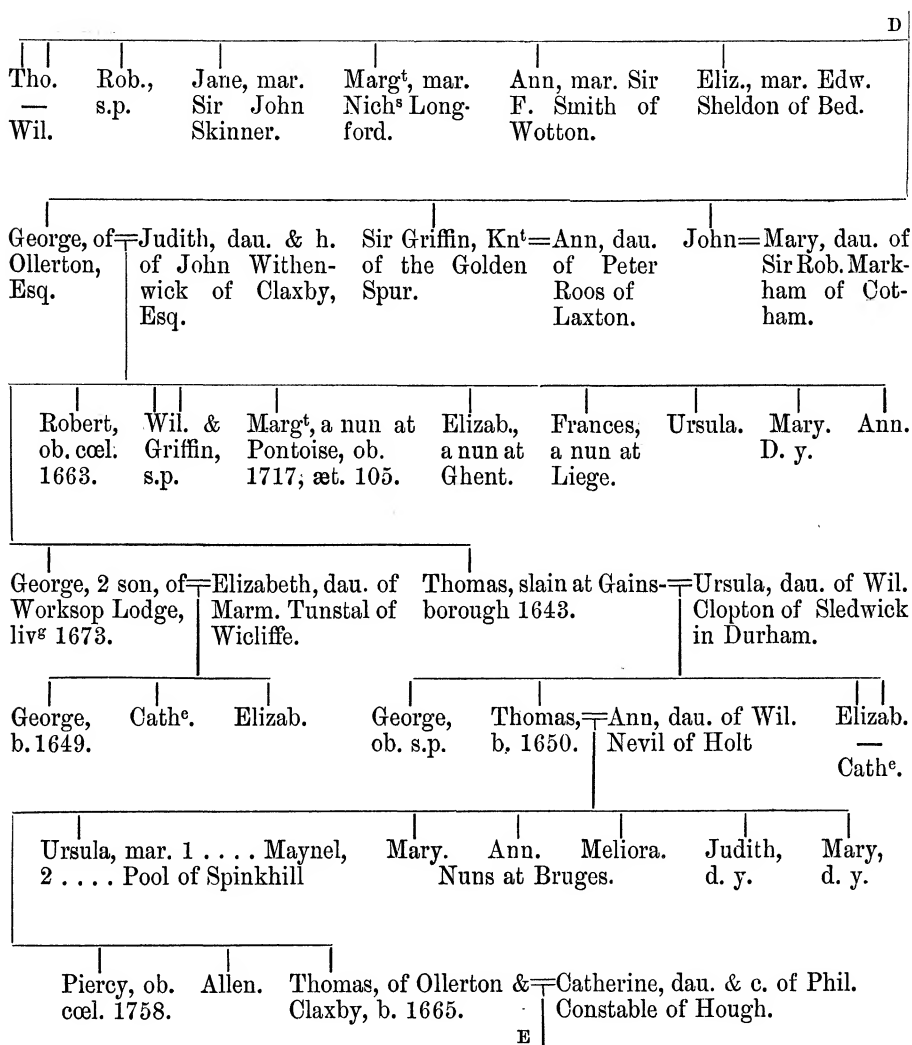 D
Tho. Rob., Jane, mar. Margᵗ, mar. Ann, mar. Sir Eliz., mar. Edw.
— s.p. Sir John Nichˢ Long- F. Smith of Sheldon of Bed.
Wil. Skinner. ford. Wotton.
George, of Judith, dau. & h. Sir Griffin, Knᵗ = Ann, dau. John = Mary, dau. of
Ollerton, of John Withen- of the Golden of Peter Sir Rob. Mark-
Esq. wick of Claxby, Spur. Roos of ham of Cot-
Esq. Laxton. ham.
Robert, Wil. & Margᵗ, a nun at Elizab., Frances, Ursula. Mary. Ann.
ob. cœl. Griffin, Pontoise, ob. a nun at a nun at D. y.
1663. s.p. 1717; æt. 105. Ghent. Liege.
George, 2 son, of Elizabeth, dau. of Thomas, slain at Gains- Ursula, dau. of Wil.
Worksop Lodge, Marm. Tunstal of borough 1643. Clopton of Sledwick
livᵍ 1673. Wicliffe. in Durham.
George, Cathᵉ. Elizab. George, Thomas, Ann, dau. of Wil. Elizab.
b. 1649. ob. s.p. b. 1650. Nevil of Holt —
Cathᵉ.
Ursula, mar. 1 .... Maynel, Mary. Ann. Meliora. Judith, Mary,
2 .... Pool of Spinkhill Nuns at Bruges. d. y. d. y.
Piercy, ob. Allen. Thomas, of Ollerton & Catherine, dau. & c. of Phil.
cœl. 1758. Claxby, b. 1665. Constable of Hough.
E